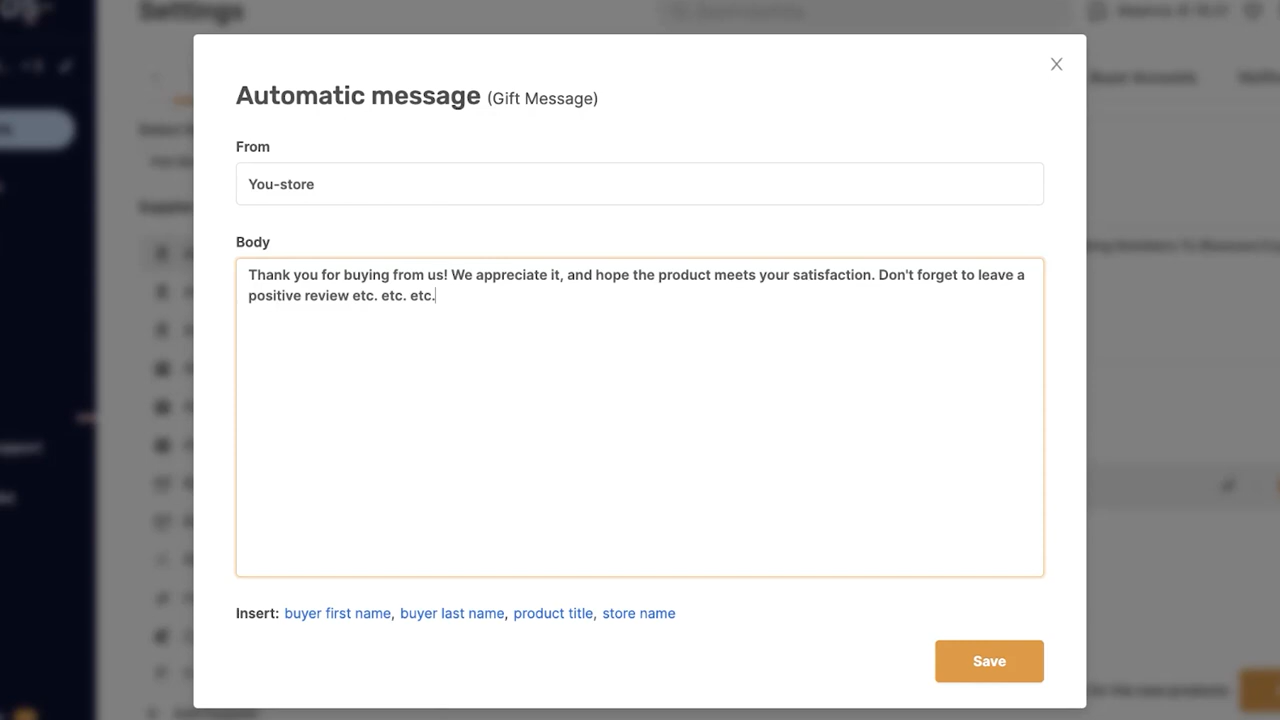 Settings
Automatic message (Gift Message)
From
You-store
Body
Thank you for buying from us! We appreciate it, and hope the product meets your satisfaction. Don't forget to leave a
positive review etc. etc. etc.
Insert: buyer first name, buyer last name, product title, store name
Save